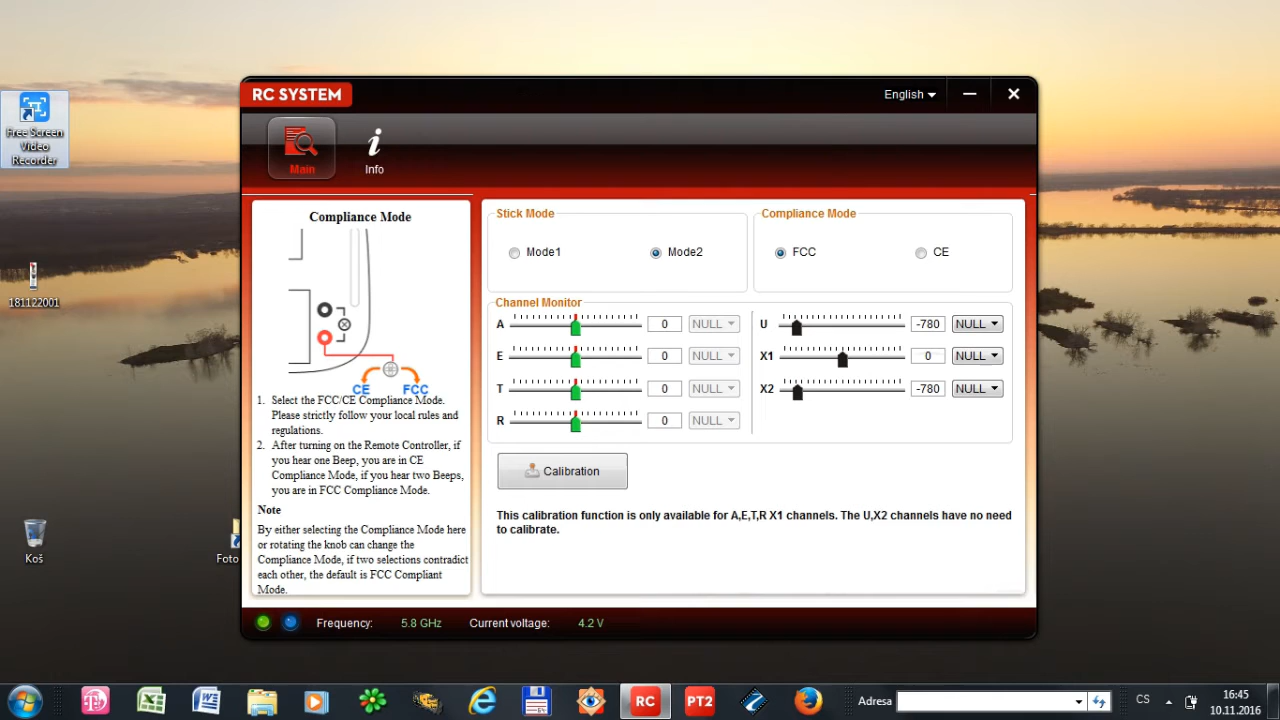 RC SYSTEM
English
Main
Info
Compliance Mode
CE
FCC
1. Select the FCC/CE Compliance Mode.
Please strictly follow your local rules and
regulations.
2. After turning on the Remote Controller, if
you hear one Beep, you are in CE
Compliance Mode, if you hear two Beeps,
you are in FCC Compliance Mode.
Note
By either selecting the Compliance Mode here
or rotating the knob can change the
Compliance Mode, if two selections contradict
each other, the default is FCC Compliant
Mode.
Stick Mode
Mode1
Mode2
Compliance Mode
FCC
CE
Channel Monitor
A 0 NULL
E 0 NULL
T 0 NULL
R 0 NULL
U -780 NULL
X1 0 NULL
X2 -780 NULL
Calibration
This calibration function is only available for A,E,T,R X1 channels. The U,X2 channels have no need
to calibrate.
Frequency: 5.8 GHz Current voltage: 4.2 V
Free Screen
Video
Recorder
181122001
Koš
Foto
RC
PT2
Adresa
CS
16:45
10.11.2016